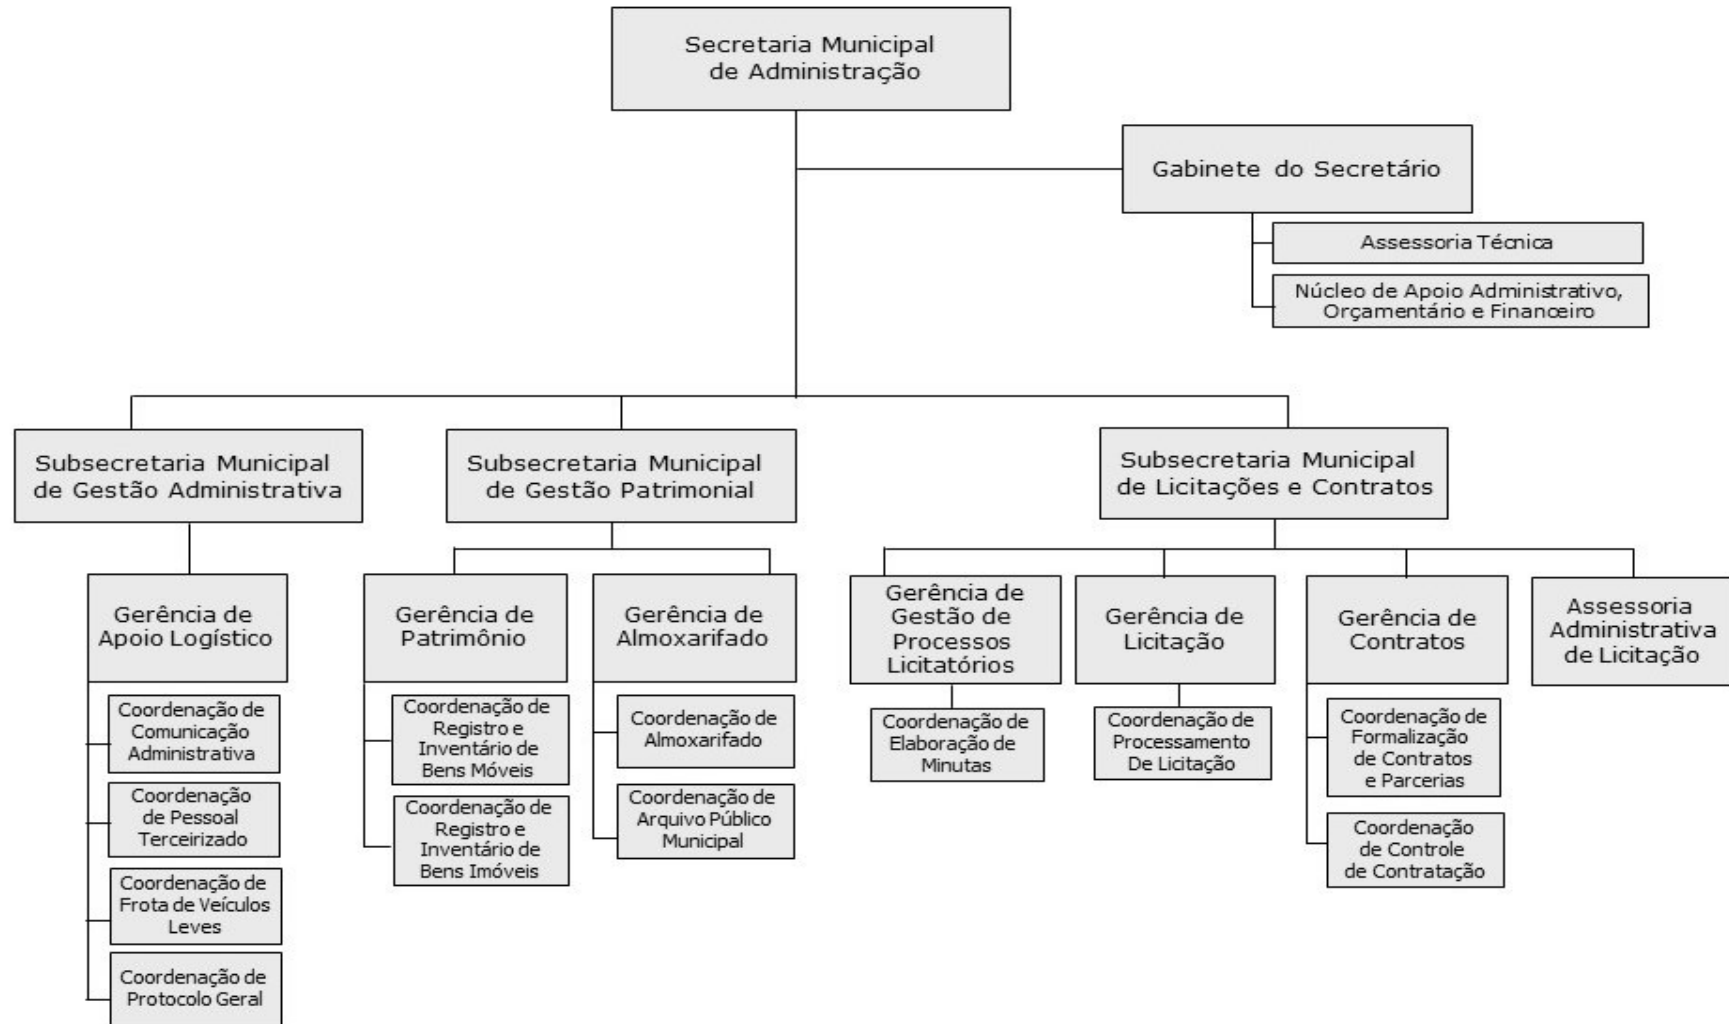 Secretaria Municipal
de Administração
Gabinete do Secretário
Assessoria Técnica
Núcleo de Apoio Administrativo,
Orçamentário e Financeiro
Subsecretaria Municipal
de Gestão Administrativa
Subsecretaria Municipal
de Gestão Patrimonial
Subsecretaria Municipal
de Licitações e Contratos
Gerência de
Apoio Logístico
Coordenação de
Comunicação
Administrativa
Coordenação
de Pessoal
Terceirizado
Coordenação de
Frota de Veículos
Leves
Coordenação de
Protocolo Geral
Gerência de
Patrimônio
Coordenação de
Registro e
Inventário de
Bens Móveis
Coordenação de
Registro e
Inventário de
Bens Imóveis
Gerência de
Almoxarifado
Coordenação de
Almoxarifado
Coordenação de
Arquivo Público
Municipal
Gerência de
Gestão de
Processos
Licitatórios
Coordenação de
Elaboração de
Minutas
Gerência de
Licitação
Coordenação de
Processamento
De Licitação
Gerência de
Contratos
Coordenação de
Formalização
de Contratos
e Parcerias
Coordenação
de Controle
de Contratação
Assessoria
Administrativa
de Licitação